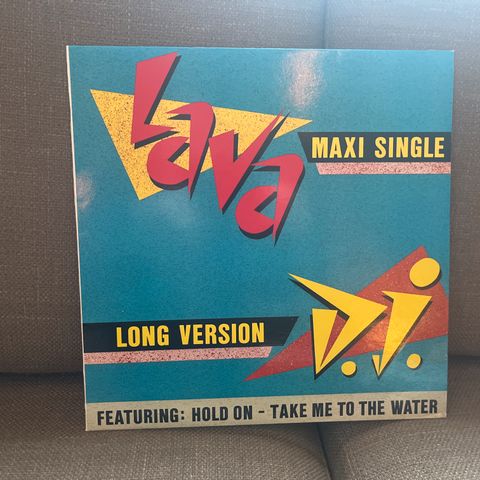 Lava
MAXI SINGLE
D.J.
LONG VERSION
FEATURING: HOLD ON - TAKE ME TO THE WATER